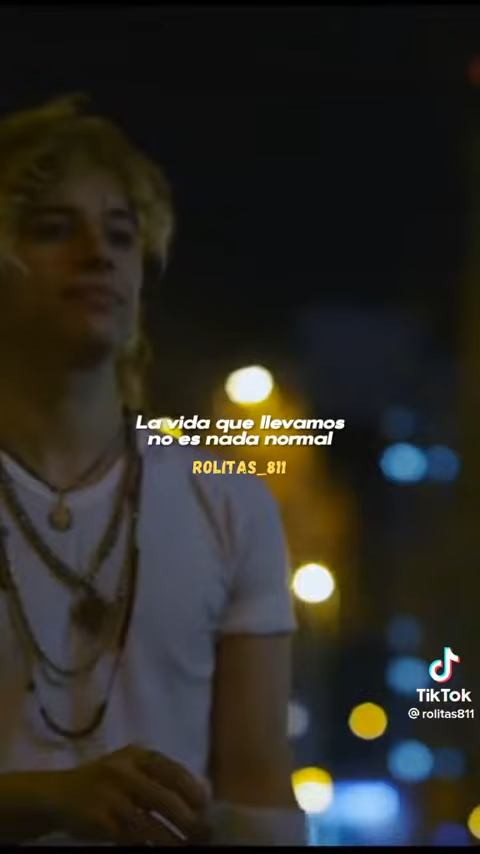 La vida que llevamos
no es nada normal
ROLITAS_811
TikTok
@rolitas811